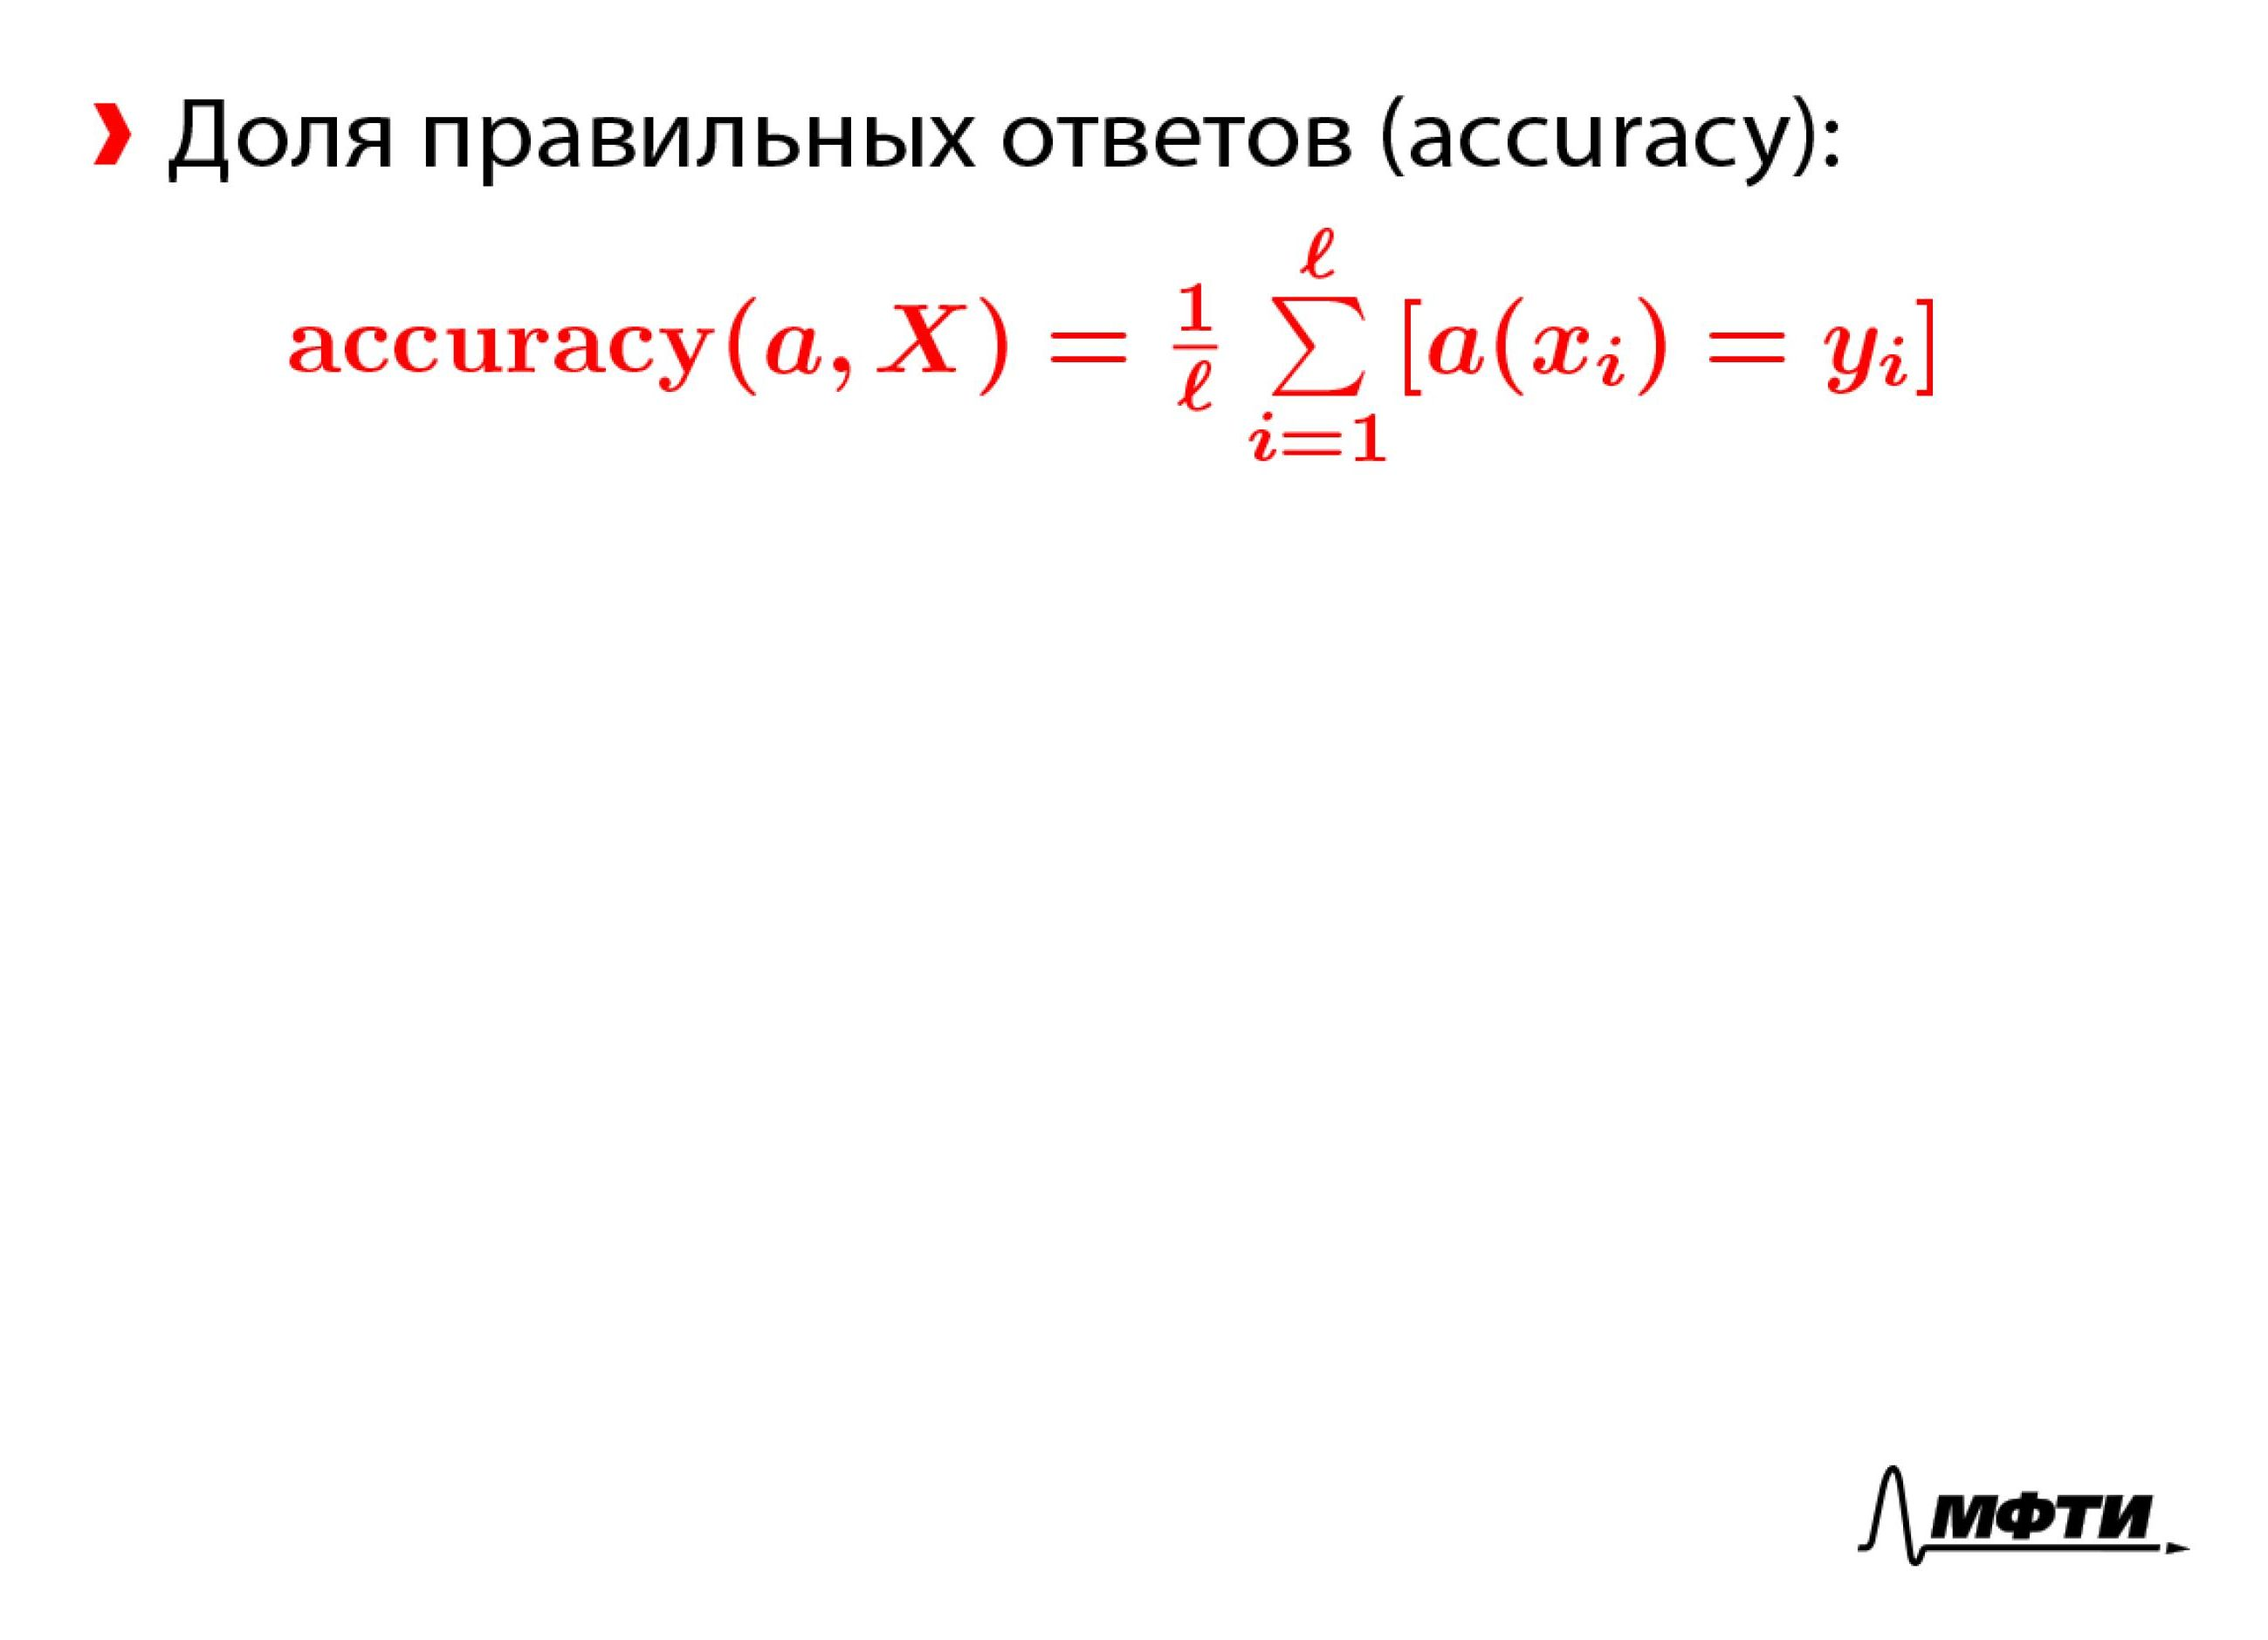 Доля правильных ответов (accuracy):
accuracy(a, X) = 1/ℓ ∑_{i=1}^{ℓ} [a(x_i) = y_i]
МФТИ